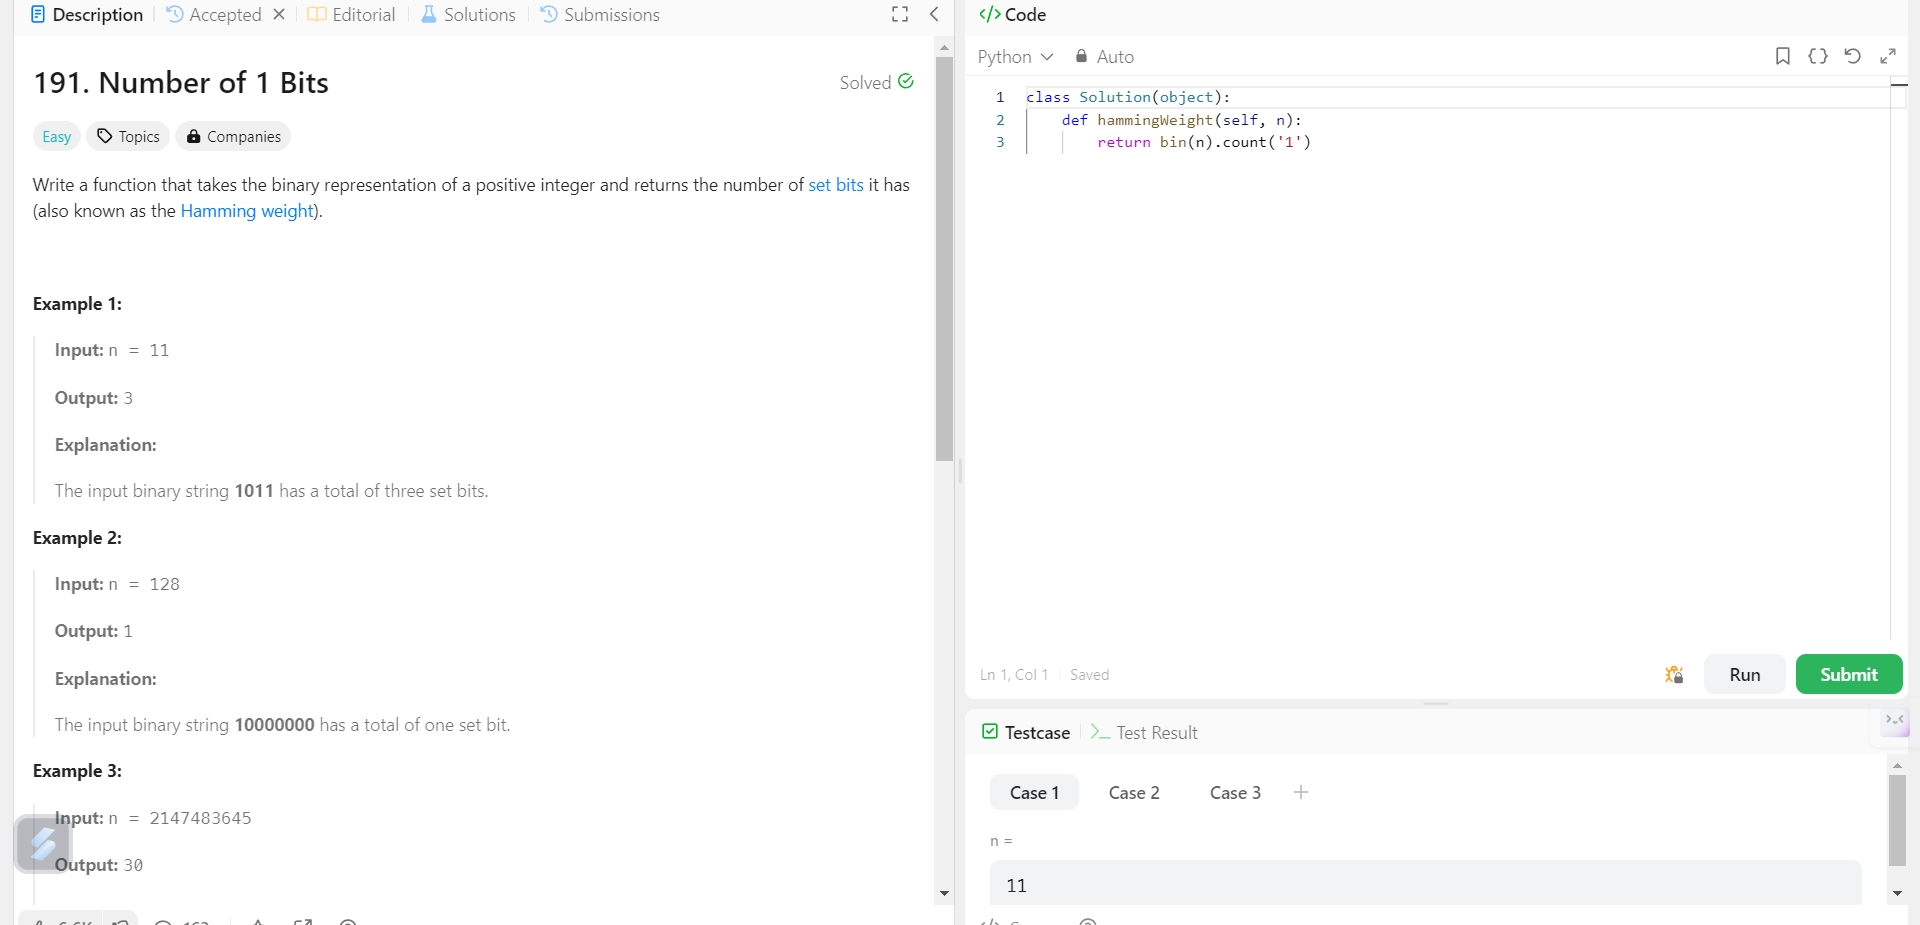 Description
Accepted
Editorial
Solutions
Submissions
191. Number of 1 Bits
Solved
Easy
Topics
Companies
Write a function that takes the binary representation of a positive integer and returns the number of set bits it has
(also known as the Hamming weight).
Example 1:
Input: n = 11
Output: 3
Explanation:
The input binary string 1011 has a total of three set bits.
Example 2:
Input: n = 128
Output: 1
Explanation:
The input binary string 10000000 has a total of one set bit.
Example 3:
Input: n = 2147483645
Output: 30
</> Code
Python
Auto
1 class Solution(object):
2 def hammingWeight(self, n):
3 return bin(n).count('1')
Ln 1, Col 1
Saved
Run
Submit
Testcase
Test Result
Case 1
Case 2
Case 3
n =
11